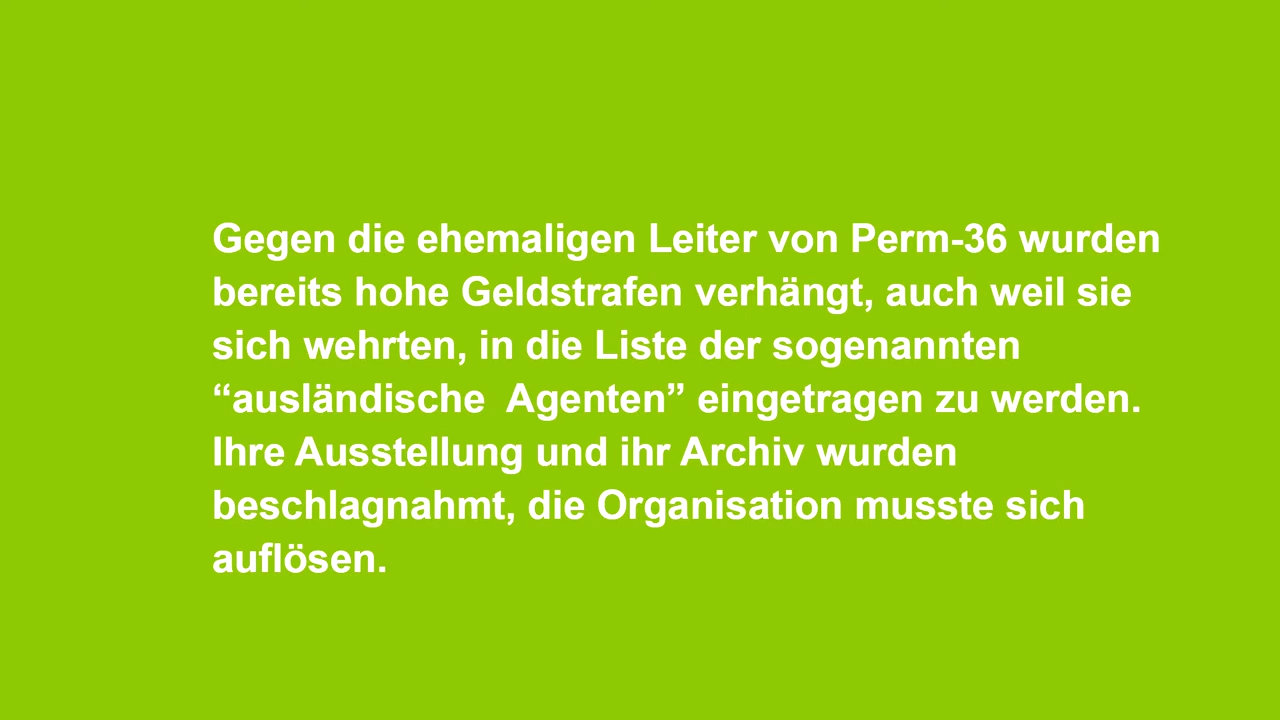 Gegen die ehemaligen Leiter von Perm-36 wurden
bereits hohe Geldstrafen verhängt, auch weil sie
sich wehrten, in die Liste der sogenannten
“ausländische  Agenten” eingetragen zu werden.
Ihre Ausstellung und ihr Archiv wurden
beschlagnahmt, die Organisation musste sich
auflösen.